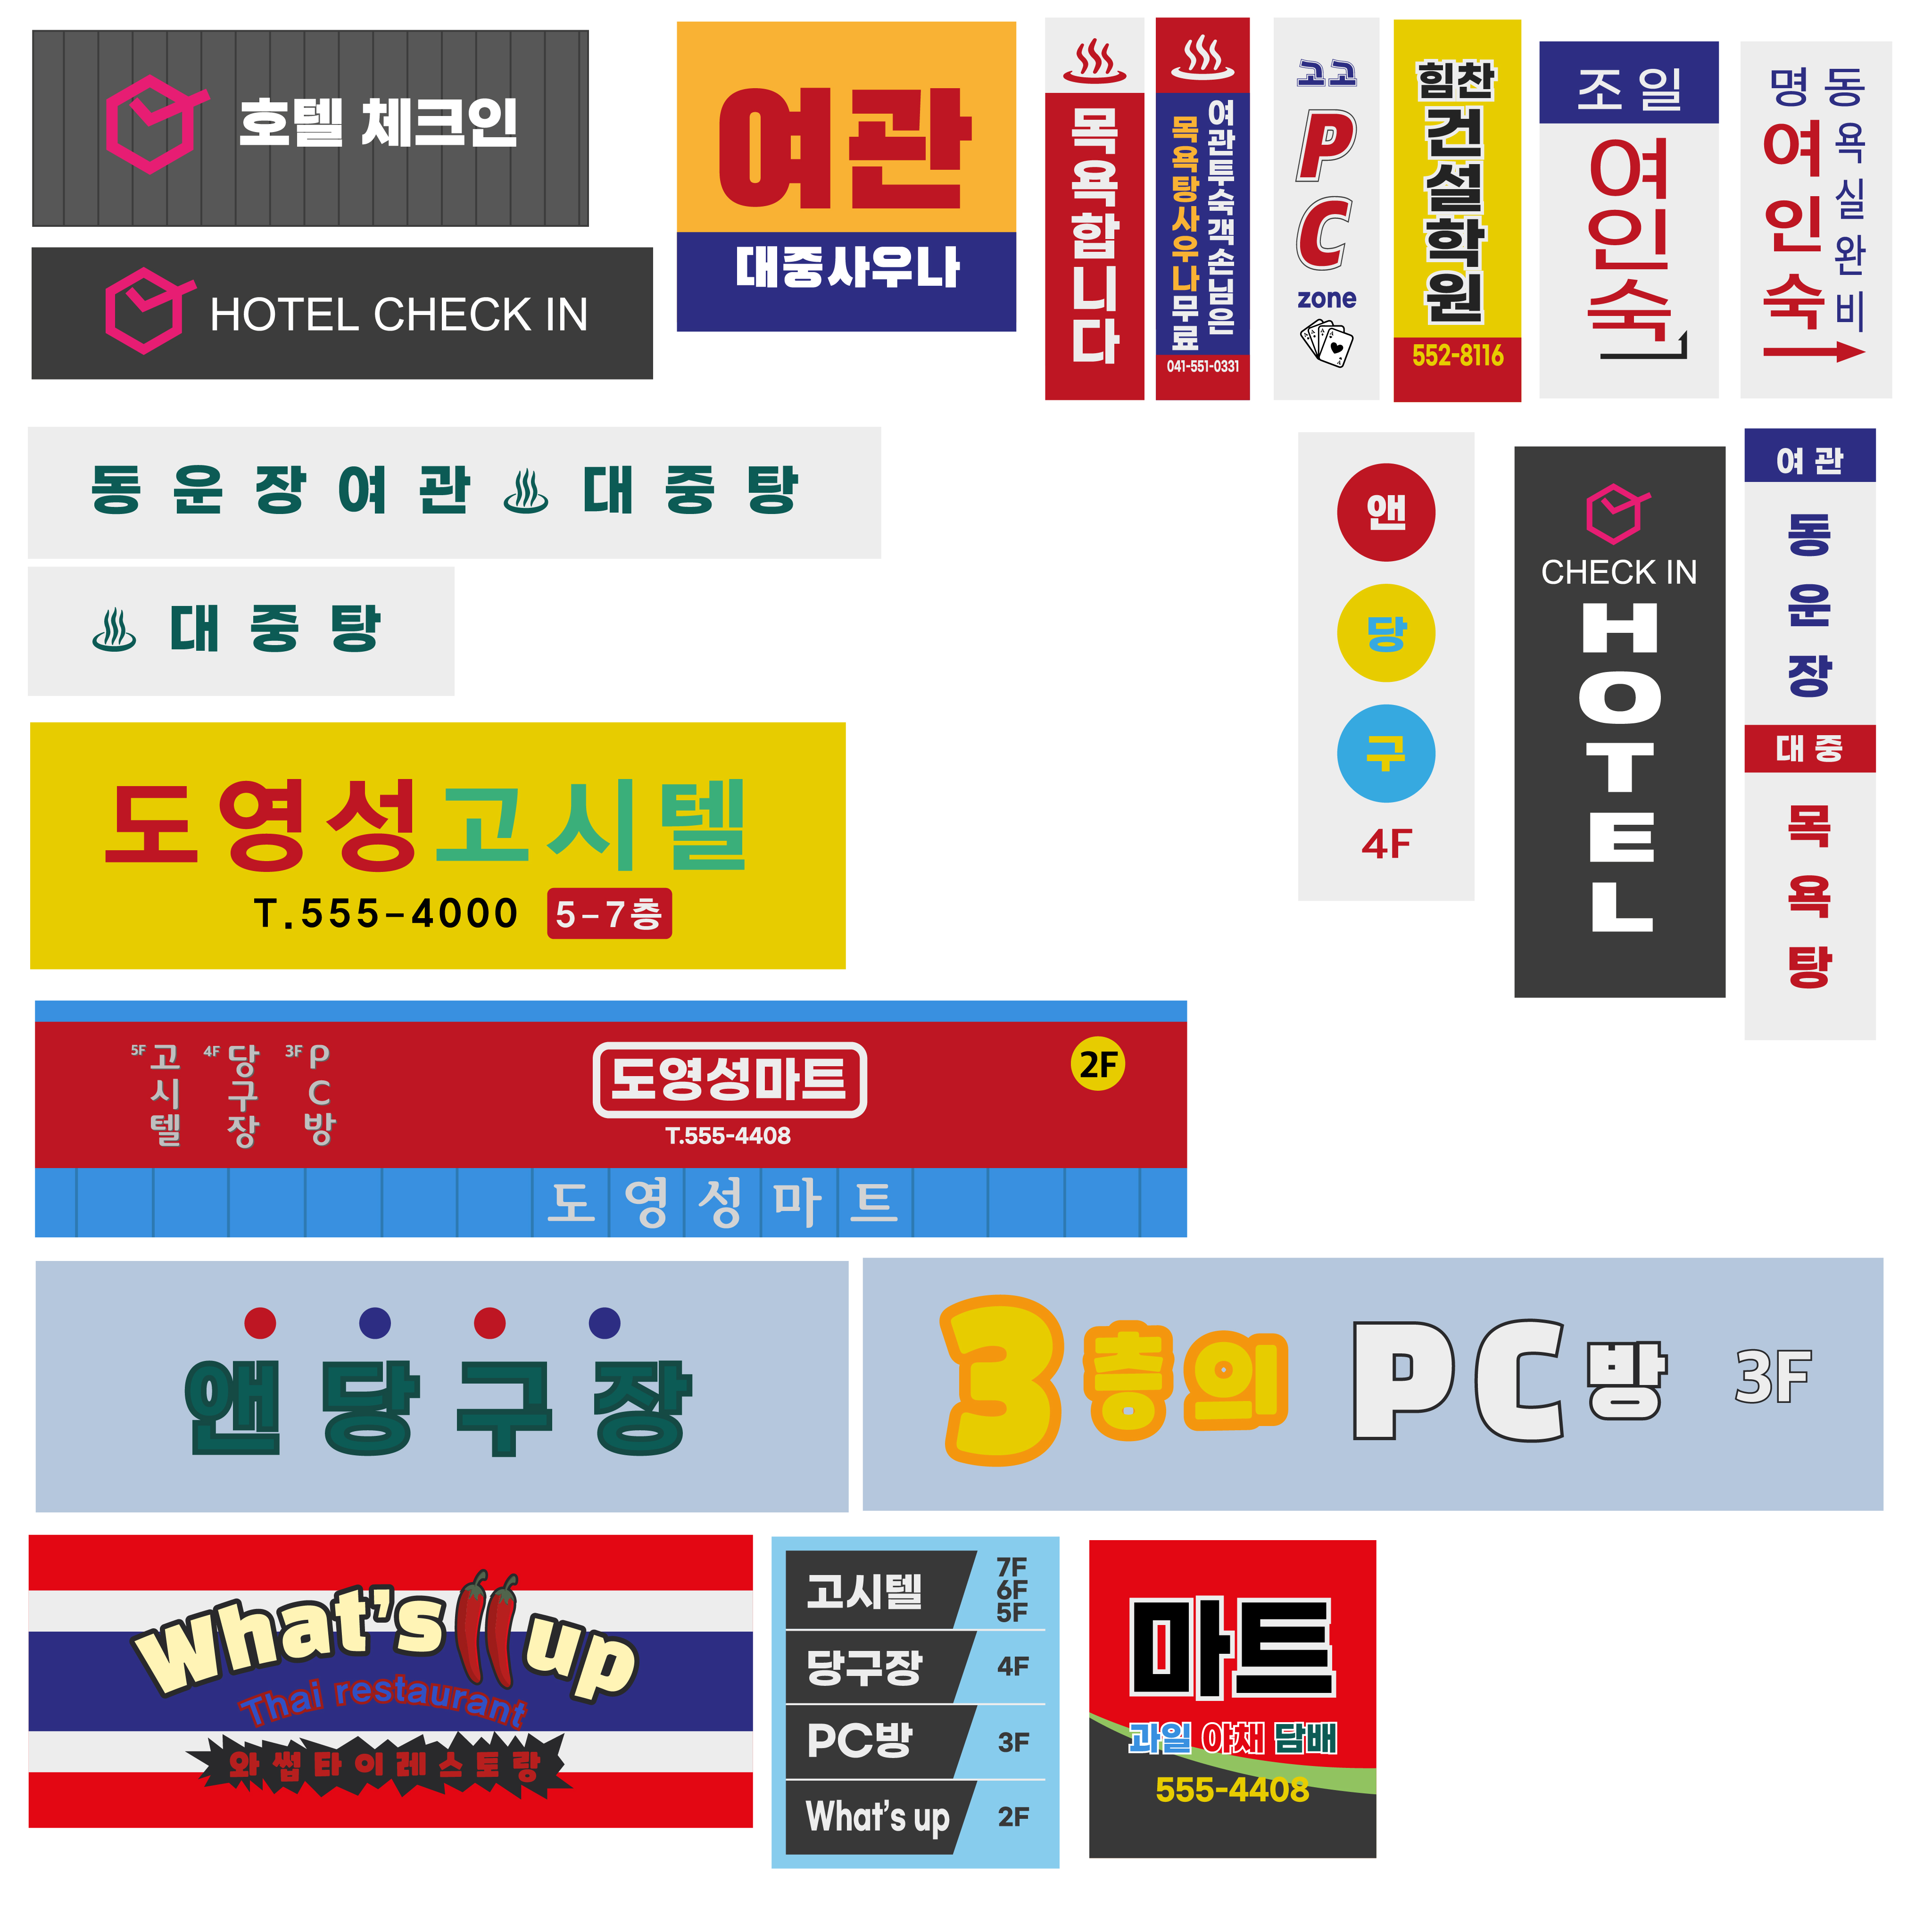 호텔 체크인
HOTEL CHECK IN
여관
대중사우나
목욕합니다
여관투숙객손님은
목욕탕사우나무료
041-551-0331
고고
PC
zone
힘찬
건설학원
552-8116
조일
여인숙
명동
여인숙
욕실완비
동운장여관 대중탕
대중탕
앤
당
구
4F
CHECK IN
HOTEL
여관
동운장
대중
목욕탕
도영성고시텔
T.555-4000 5-7층
5F 고시텔
4F 당구장
3F PC방
도영성마트
T.555-4408
2F
도영성마트
앤당구장
3층의 PC방 3F
What's up
Thai restaurant
와썹타이레스토랑
고시텔 7F 6F 5F
당구장 4F
PC방 3F
What's up 2F
마트
과일 야채 담배
555-4408